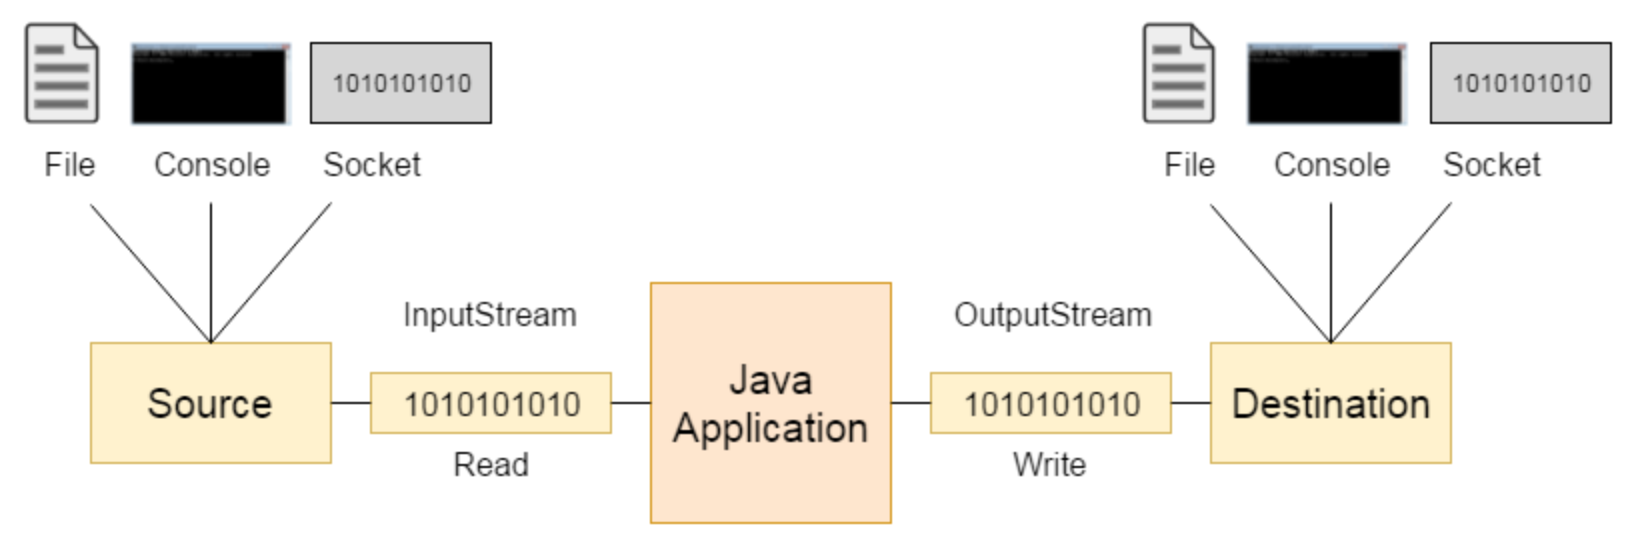 1010101010
1010101010
File Console Socket
File Console Socket
InputStream
OutputStream
Source
1010101010
Java
Application
1010101010
Destination
Read
Write